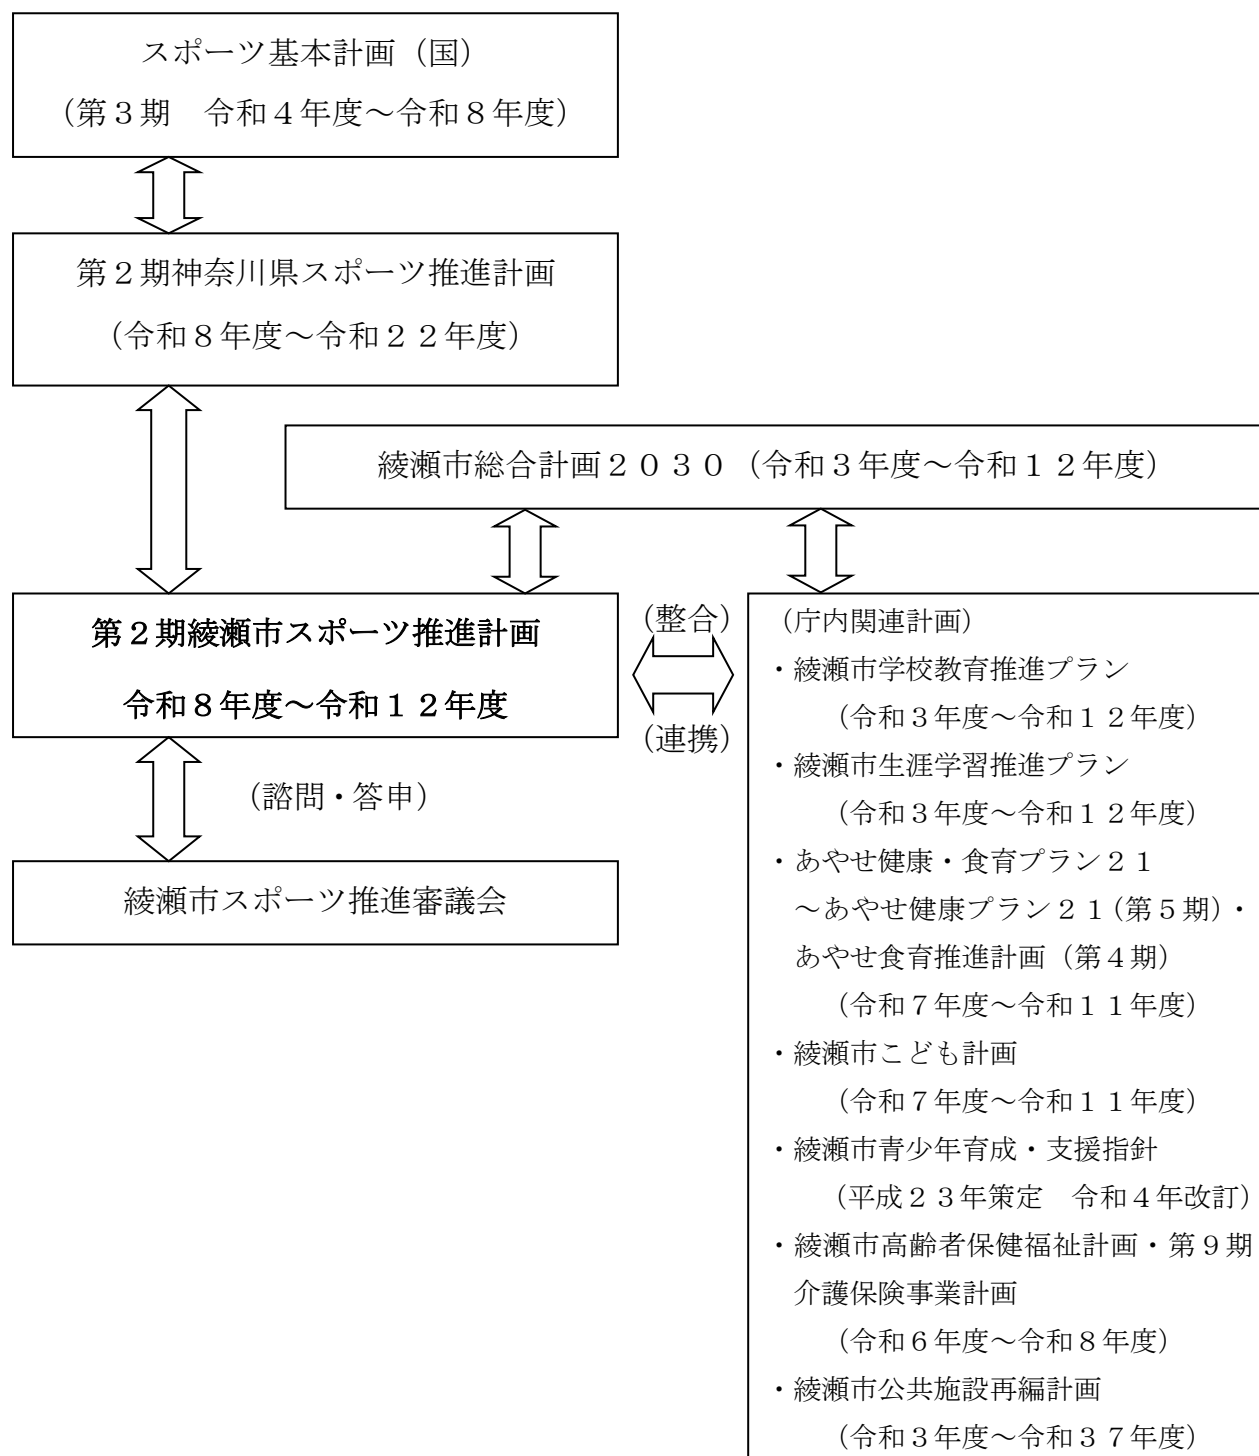 スポーツ基本計画（国）
（第３期　令和４年度～令和８年度）
第２期神奈川県スポーツ推進計画
（令和８年度～令和２２年度）
綾瀬市総合計画２０３０（令和３年度～令和１２年度）
第２期綾瀬市スポーツ推進計画
令和８年度～令和１２年度
（整合）
（連携）
（諮問・答申）
綾瀬市スポーツ推進審議会
（庁内関連計画）
・綾瀬市学校教育推進プラン
（令和３年度～令和１２年度）
・綾瀬市生涯学習推進プラン
（令和３年度～令和１２年度）
・あやせ健康・食育プラン２１
～あやせ健康プラン２１（第５期）・
あやせ食育推進計画（第４期）
（令和７年度～令和１１年度）
・綾瀬市こども計画
（令和７年度～令和１１年度）
・綾瀬市青少年育成・支援指針
（平成２３年策定　令和４年改訂）
・綾瀬市高齢者保健福祉計画・第９期
介護保険事業計画
（令和６年度～令和８年度）
・綾瀬市公共施設再編計画
（令和３年度～令和３７年度）